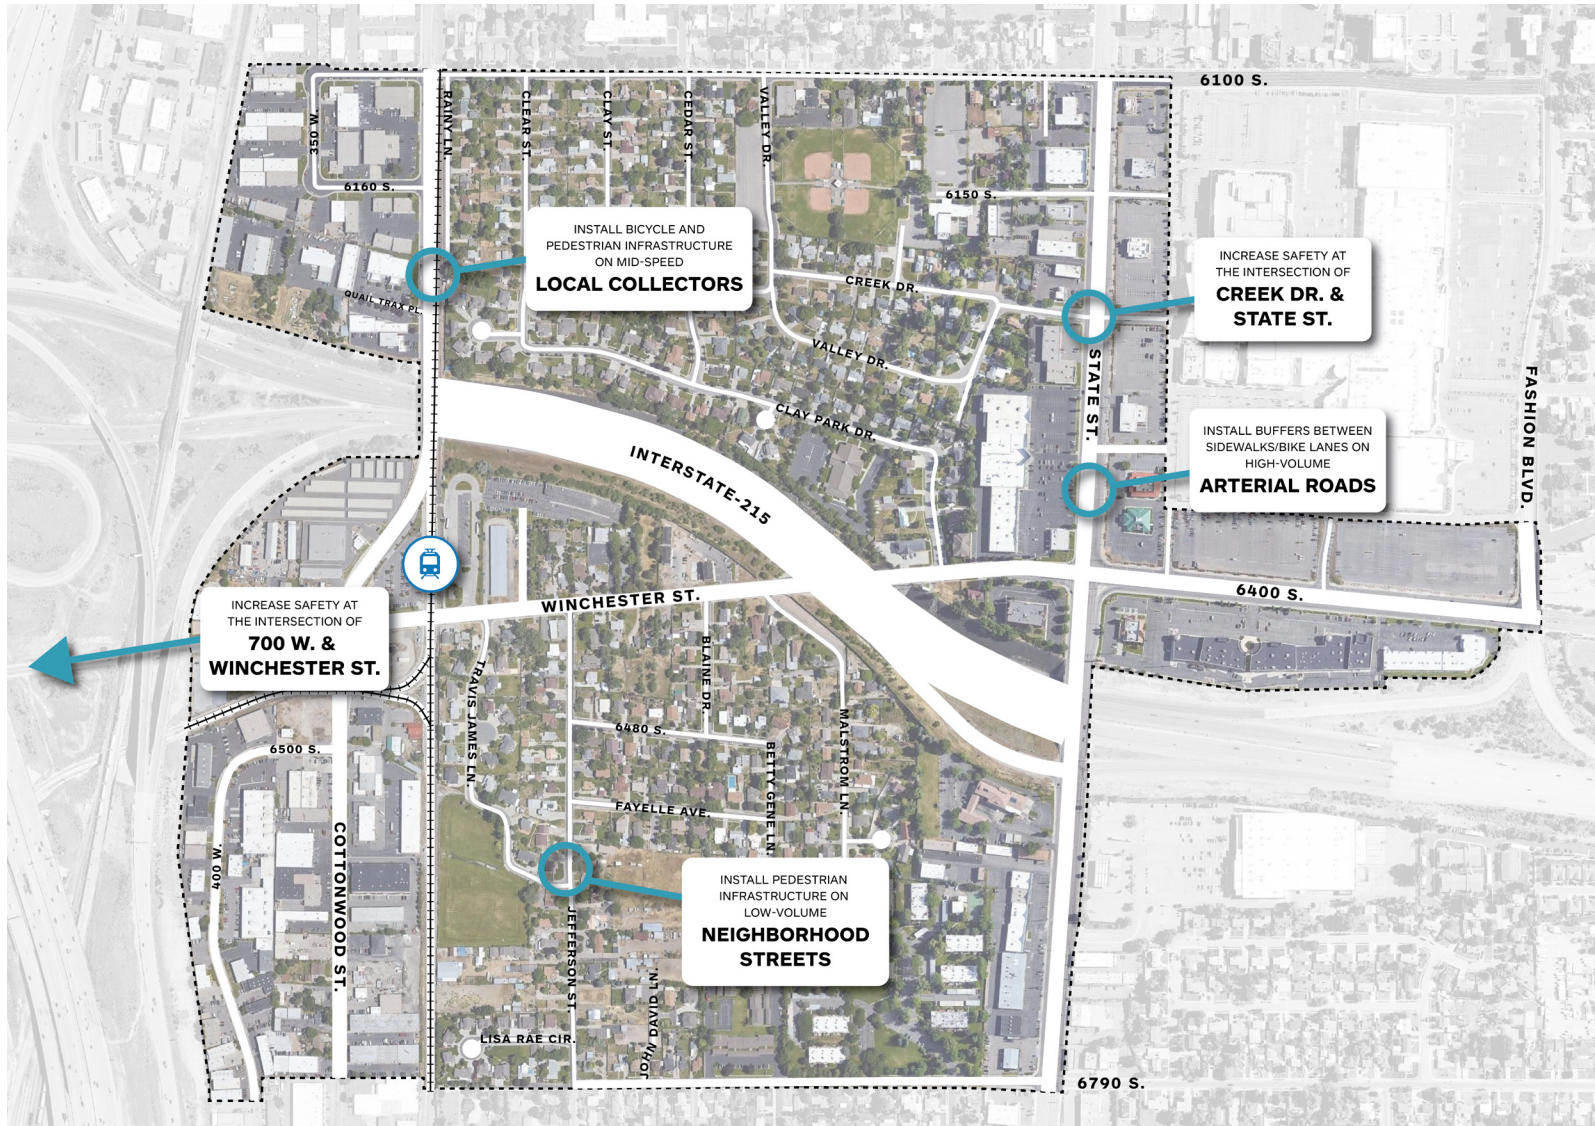 6100 S.
350 W.
RAINY LN.
CLEAR ST.
CLAY ST.
CEDAR ST.
VALLEY DR.
6160 S.
6150 S.
INSTALL BICYCLE AND
PEDESTRIAN INFRASTRUCTURE
ON MID-SPEED
LOCAL COLLECTORS
INCREASE SAFETY AT
THE INTERSECTION OF
CREEK DR. &
STATE ST.
QUAIL TRAX PL.
CREEK DR.
VALLEY DR.
STATE ST.
CLAY PARK DR.
FASHION BLVD.
INSTALL BUFFERS BETWEEN
SIDEWALKS/BIKE LANES ON
HIGH-VOLUME
ARTERIAL ROADS
INTERSTATE-215
WINCHESTER ST.
6400 S.
INCREASE SAFETY AT
THE INTERSECTION OF
700 W. &
WINCHESTER ST.
TRAVIS JAMES LN.
BLAINE DR.
6480 S.
MALSTROM LN.
BETTY GENE LN.
6500 S.
FAYELLE AVE.
400 W.
COTTONWOOD ST.
INSTALL PEDESTRIAN
INFRASTRUCTURE ON
LOW-VOLUME
NEIGHBORHOOD
STREETS
JEFFERSON ST.
JOHN DAVID LN.
LISA RAE CIR.
6790 S.